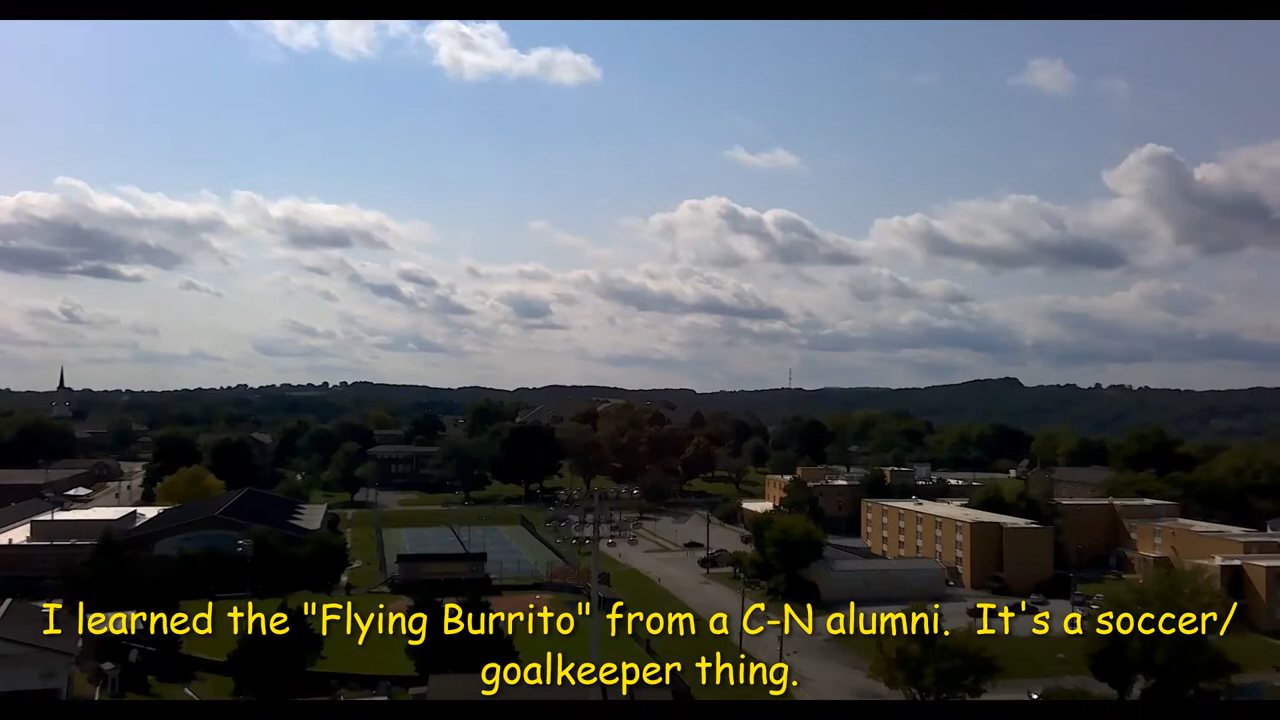 I learned the "Flying Burrito" from a C-N alumni.  It's a soccer/
goalkeeper thing.